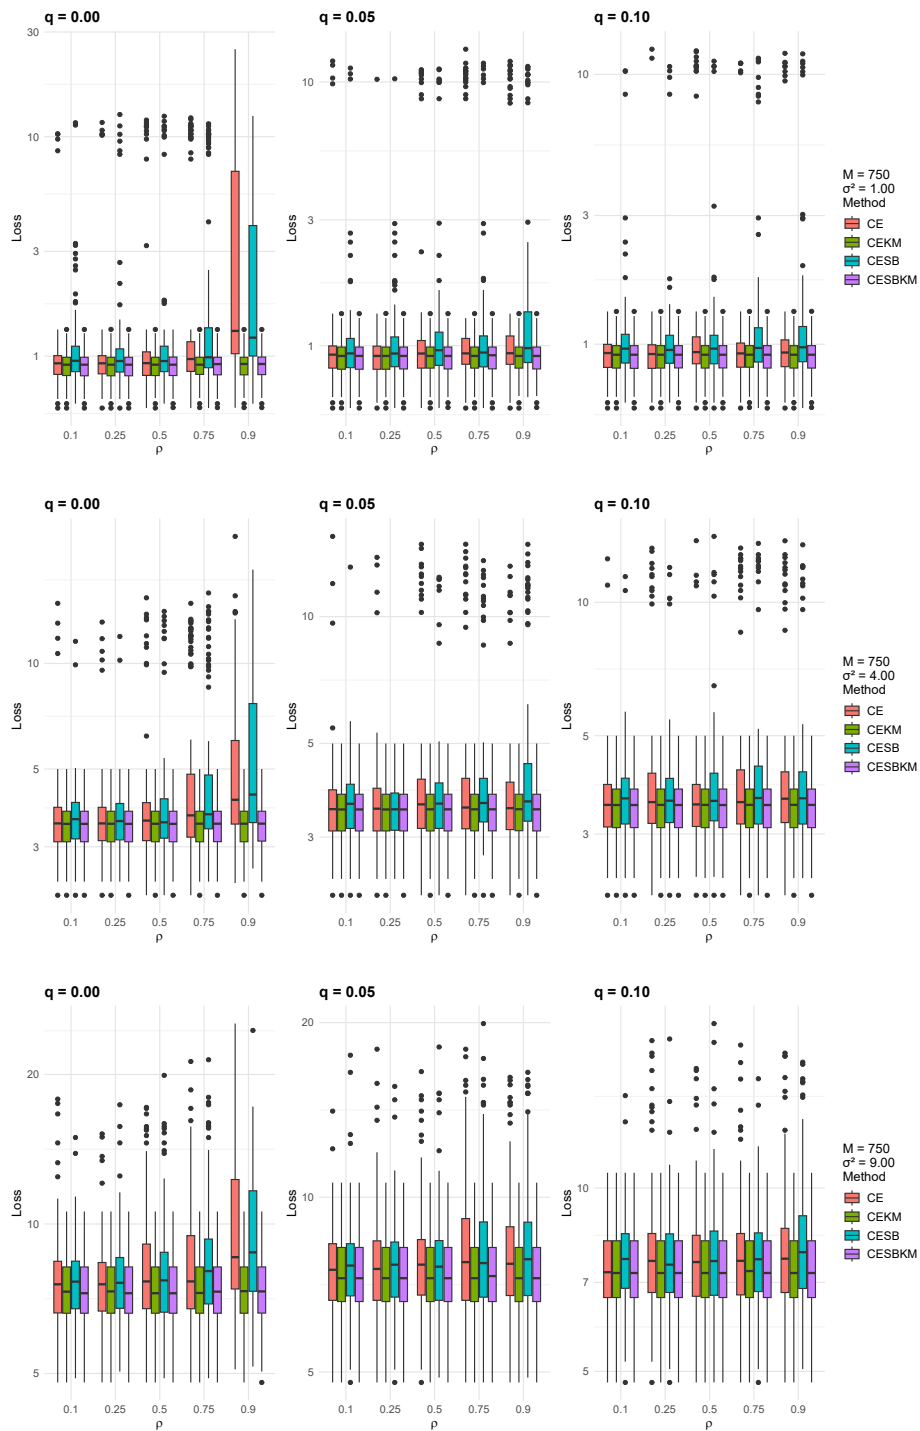 q = 0.00
q = 0.05
q = 0.10
30
10
3
1
Loss
0.1 0.25 0.5 0.75 0.9
ρ
10
3
1
Loss
0.1 0.25 0.5 0.75 0.9
ρ
10
3
1
Loss
0.1 0.25 0.5 0.75 0.9
ρ
M = 750
σ² = 1.00
Method
CE
CEKM
CESB
CESBKM
q = 0.00
q = 0.05
q = 0.10
10
5
3
Loss
0.1 0.25 0.5 0.75 0.9
ρ
10
5
3
Loss
0.1 0.25 0.5 0.75 0.9
ρ
10
5
3
Loss
0.1 0.25 0.5 0.75 0.9
ρ
M = 750
σ² = 4.00
Method
CE
CEKM
CESB
CESBKM
q = 0.00
q = 0.05
q = 0.10
20
10
5
Loss
0.1 0.25 0.5 0.75 0.9
ρ
20
10
5
Loss
0.1 0.25 0.5 0.75 0.9
ρ
10
7
5
Loss
0.1 0.25 0.5 0.75 0.9
ρ
M = 750
σ² = 9.00
Method
CE
CEKM
CESB
CESBKM